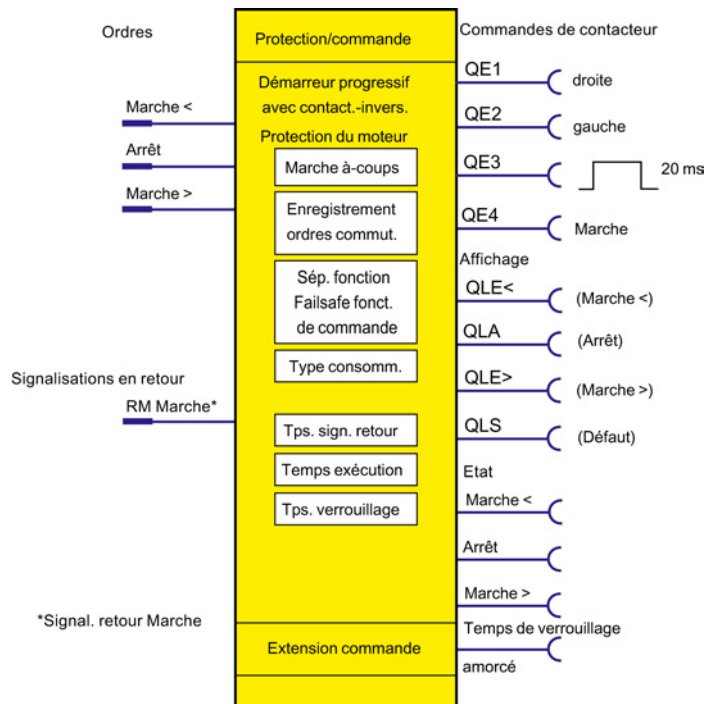 Ordres
Marche <
Arrêt
Marche >
Signalisations en retour
RM Marche*
*Signal. retour Marche
Protection/commande
Démarreur progressif
avec contact.-invers.
Protection du moteur
Marche à-coups
Enregistrement
ordres commut.
Sép. fonction
Failsafe fonct.
de commande
Type consomm.
Tps. sign. retour
Temps exécution
Tps. verrouillage
Extension commande
Commandes de contacteur
QE1 droite
QE2 gauche
QE3 20 ms
QE4 Marche
Affichage
QLE< (Marche <)
QLA (Arrêt)
QLE> (Marche >)
QLS (Défaut)
Etat
Marche <
Arrêt
Marche >
Temps de verrouillage
amorcé